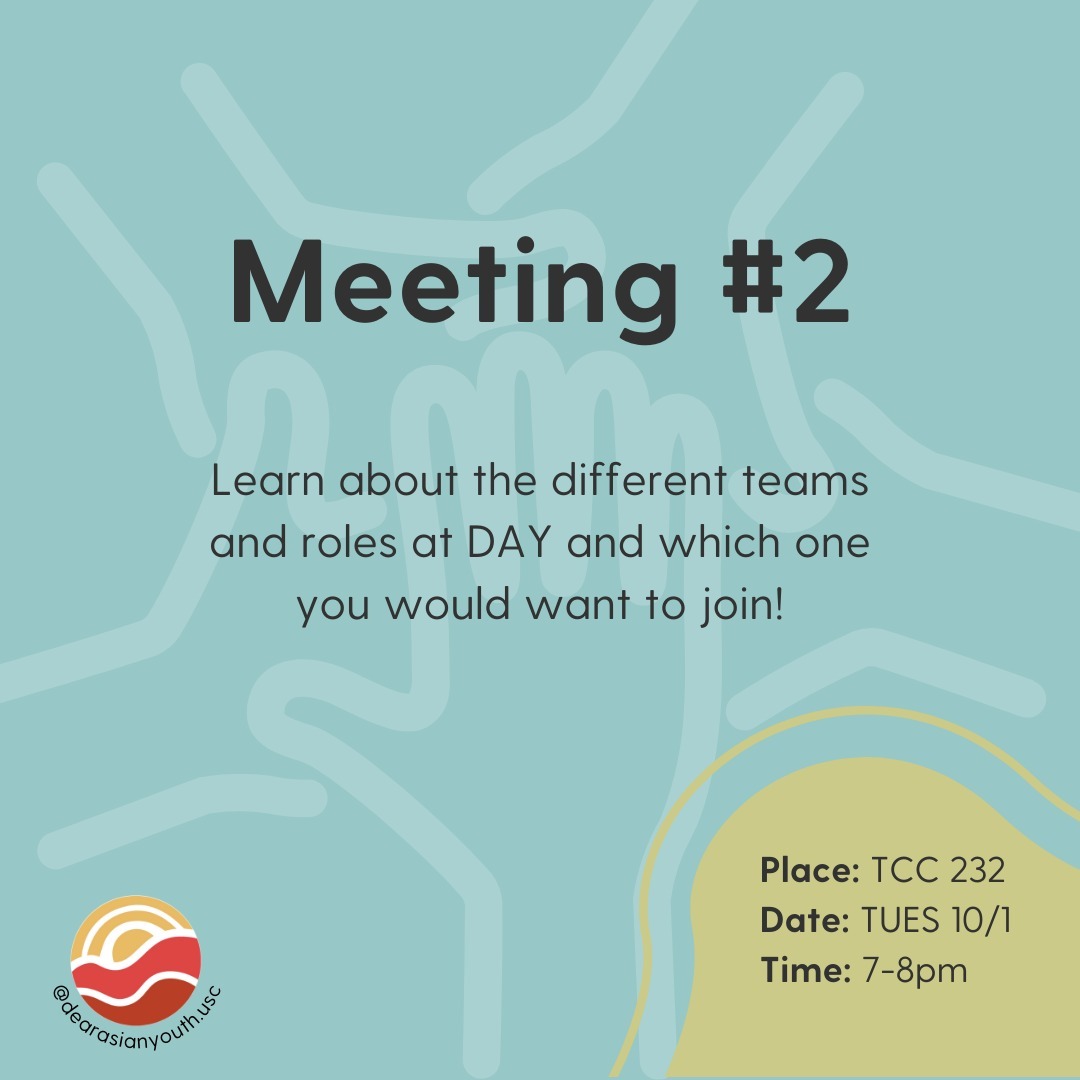 Meeting #2
Learn about the different teams
and roles at DAY and which one
you would want to join!
Place: TCC 232
Date: TUES 10/1
Time: 7-8pm
@dearasianyouth.usc